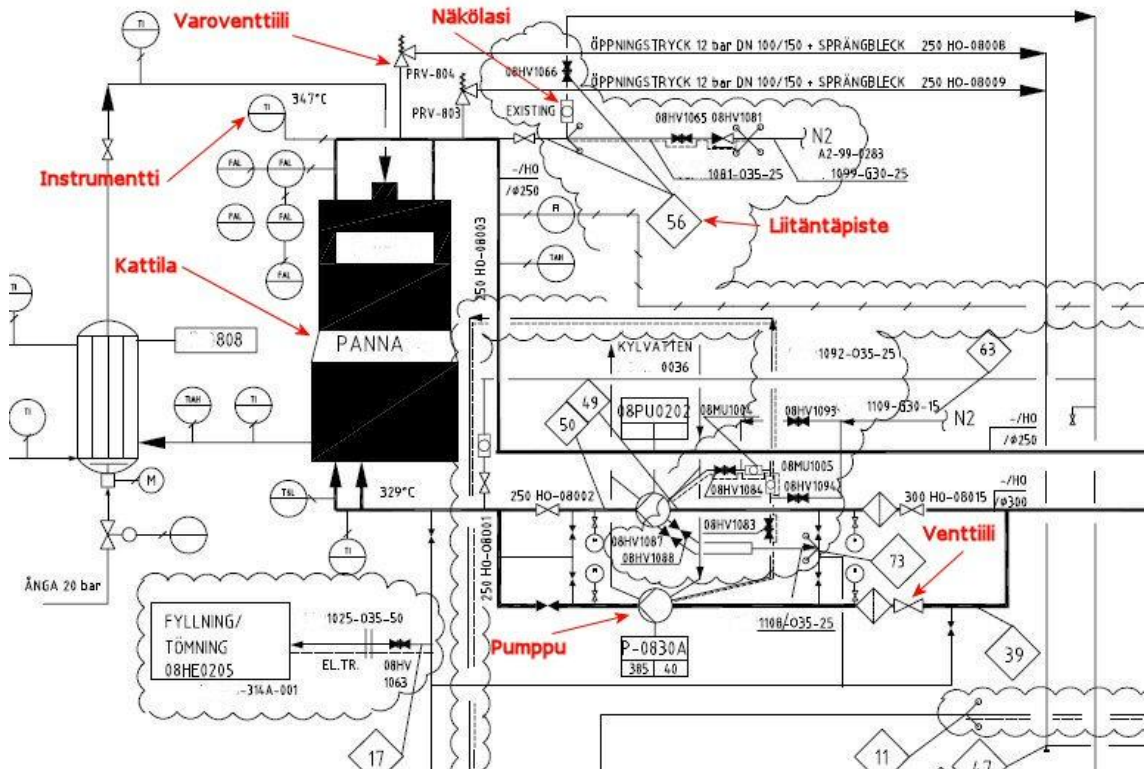 Varoventtiili
Näkölasi
TI
ÖPPNINGSTRYCK 12 bar DN 100/150 + SPRÄNGBLECK 250 HO-08008
PRV-804
08HV1066
ÖPPNINGSTRYCK 12 bar DN 100/150 + SPRÄNGBLECK 250 HO-08009
TI
347°C
PRV-803
EXISTING
08HV1065 08HV1081
N2
A2-99-0283
Instrumentti
FAL
FAL
-/HO
/Ø250
1081-035-25
1099-G30-25
FAL
FAL
FI
56
Liitäntäpiste
Kattila
FAL
TAH
250 HO-08003
TI
808
PANNA
KYLVATTEN
0036
1092-035-25
63
TI
TIAH
TI
49
50
08PU0202
08MU1004
08HV1093
1109-G30-15
N2
-/HO
/Ø250
M
TSL
329°C
250 HO-08002
08HV1084
08MU1005
08HV1094
300 HO-08015
-/HO
/Ø300
TI
250 HO-08001
08HV1087
08HV1088
08HV1083
73
Venttiili
ÅNGA 20 bar
FYLLNING/
TÖMNING
08HE0205
1025-035-50
EL.TR.
08HV
1063
-314A-001
Pumppu
P-0830A
385 40
1108-035-25
39
17
11
47